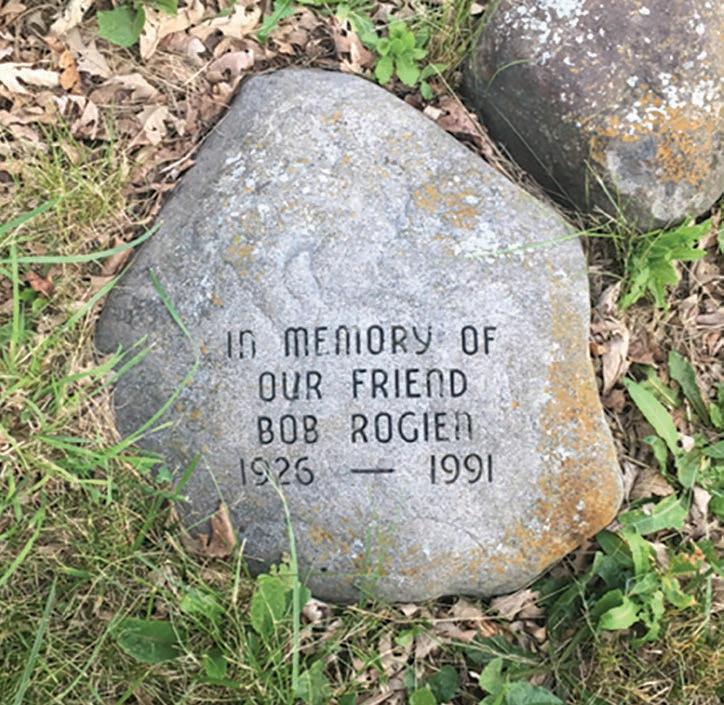 IN MEMORY OF
OUR FRIEND
BOB ROGIEN
1926 — 1991